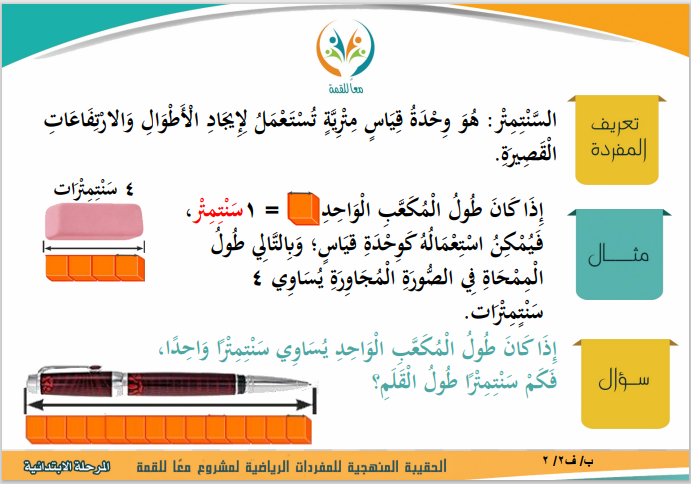 معاً للقمة
تعريف
المفردة
السَّنْتِمِتْر: هُوَ وِحْدَةُ قِيَاسٍ مِتْرِيَّةٍ تُسْتَعْمَلُ لِإِيجَادِ الْأَطْوَالِ وَالارْتِفَاعَاتِ
الْقَصِيرَةِ.
مثال
إِذَا كَانَ طُولُ الْمُكَعَّبِ الْوَاحِدِ = ١ سَنْتِمِتْر،
فَيُمْكِنُ اسْتِعْمَالُهُ كَوِحْدَةِ قِيَاسٍ؛ وَبِالتَّالِي طُولُ
الْمِمْحَاةِ فِي الصُّورَةِ الْمُجَاوِرَةِ يُسَاوِي ٤
سَنْتِمِتْرَات.
٤ سَنْتِمِتْرَات
سؤال
إِذَا كَانَ طُولُ الْمُكَعَّبِ الْوَاحِدِ يُسَاوِي سَنْتِمِتْرًا وَاحِدًا،
فَكَمْ سَنْتِمِتْرًا طُولُ الْقَلَمِ؟
ب/ ف٢/ ٢
الحقيبة المنهجية للمفردات الرياضية لمشروع معًا للقمة
المرحلة الابتدائية